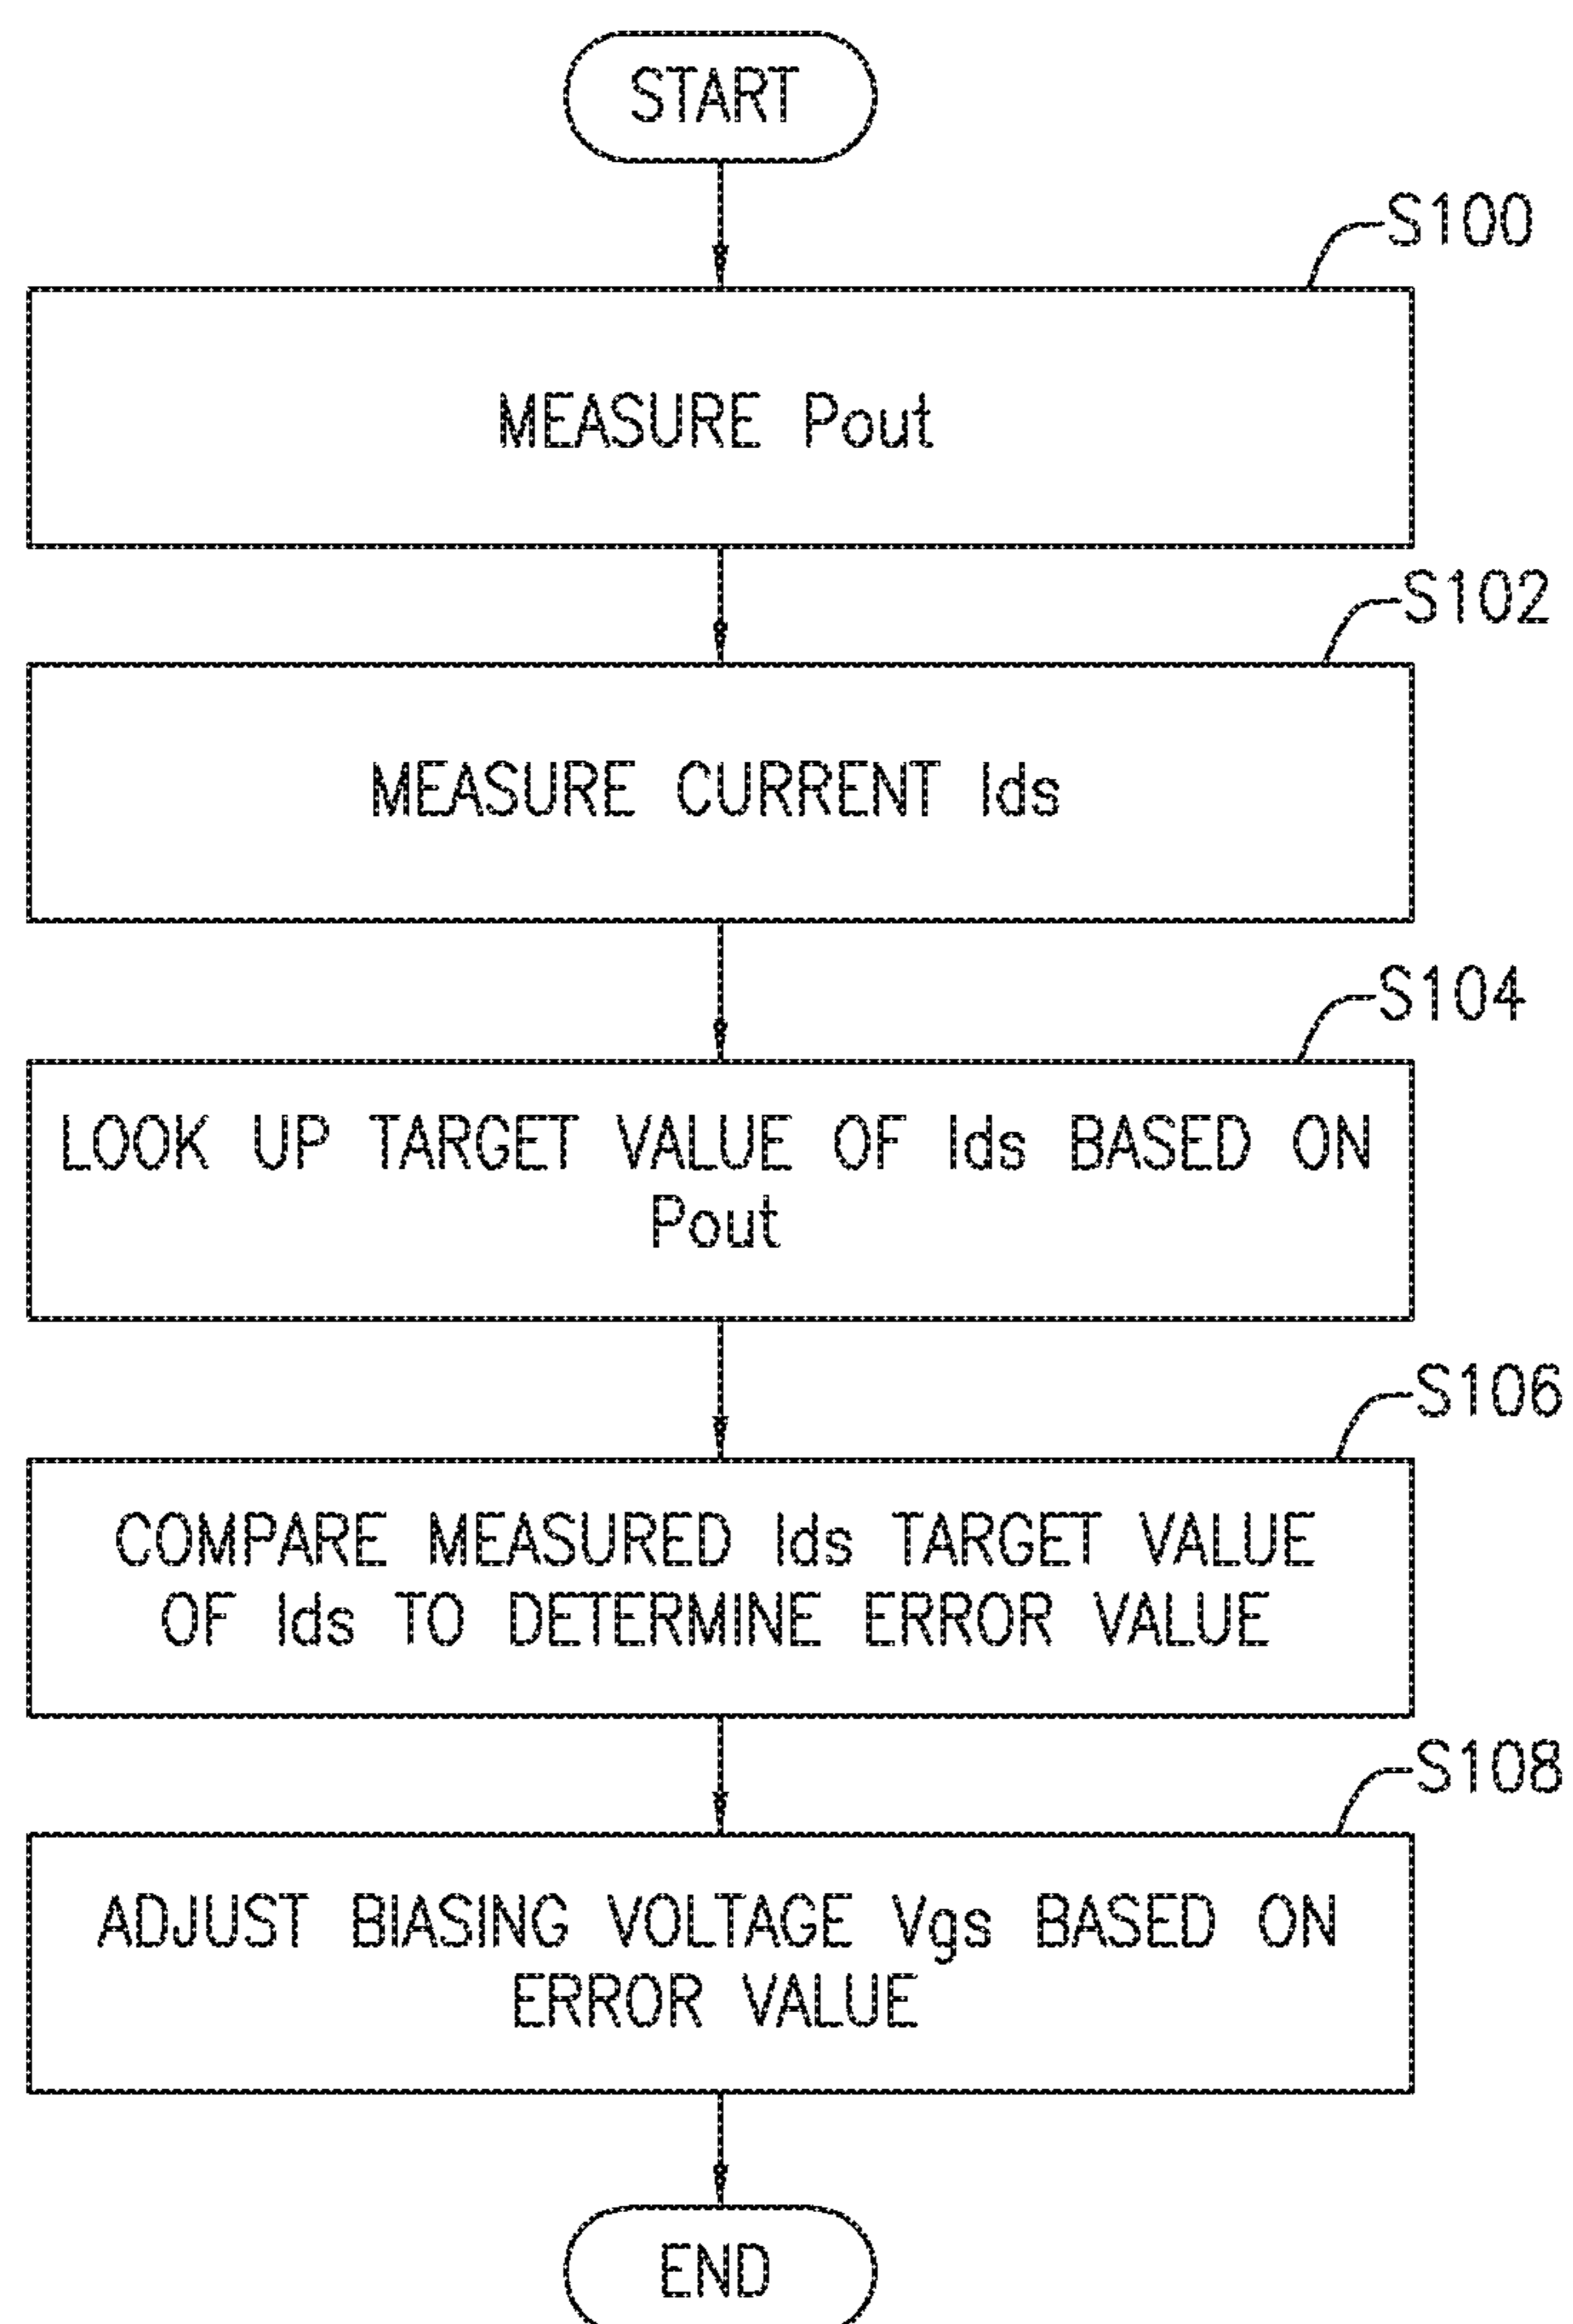 START
S100
MEASURE Pout
S102
MEASURE CURRENT Ids
S104
LOOK UP TARGET VALUE OF Ids BASED ON
Pout
S106
COMPARE MEASURED Ids TARGET VALUE
OF Ids TO DETERMINE ERROR VALUE
S108
ADJUST BIASING VOLTAGE Vgs BASED ON
ERROR VALUE
END